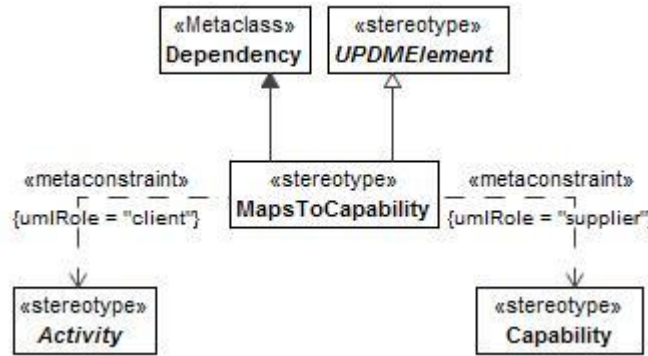 «Metaclass»
Dependency
«stereotype»
UPDMElement
«metaconstraint»
{umlRole = "client"}
«stereotype»
MapsToCapability
«metaconstraint»
{umlRole = "supplier"}
«stereotype»
Activity
«stereotype»
Capability